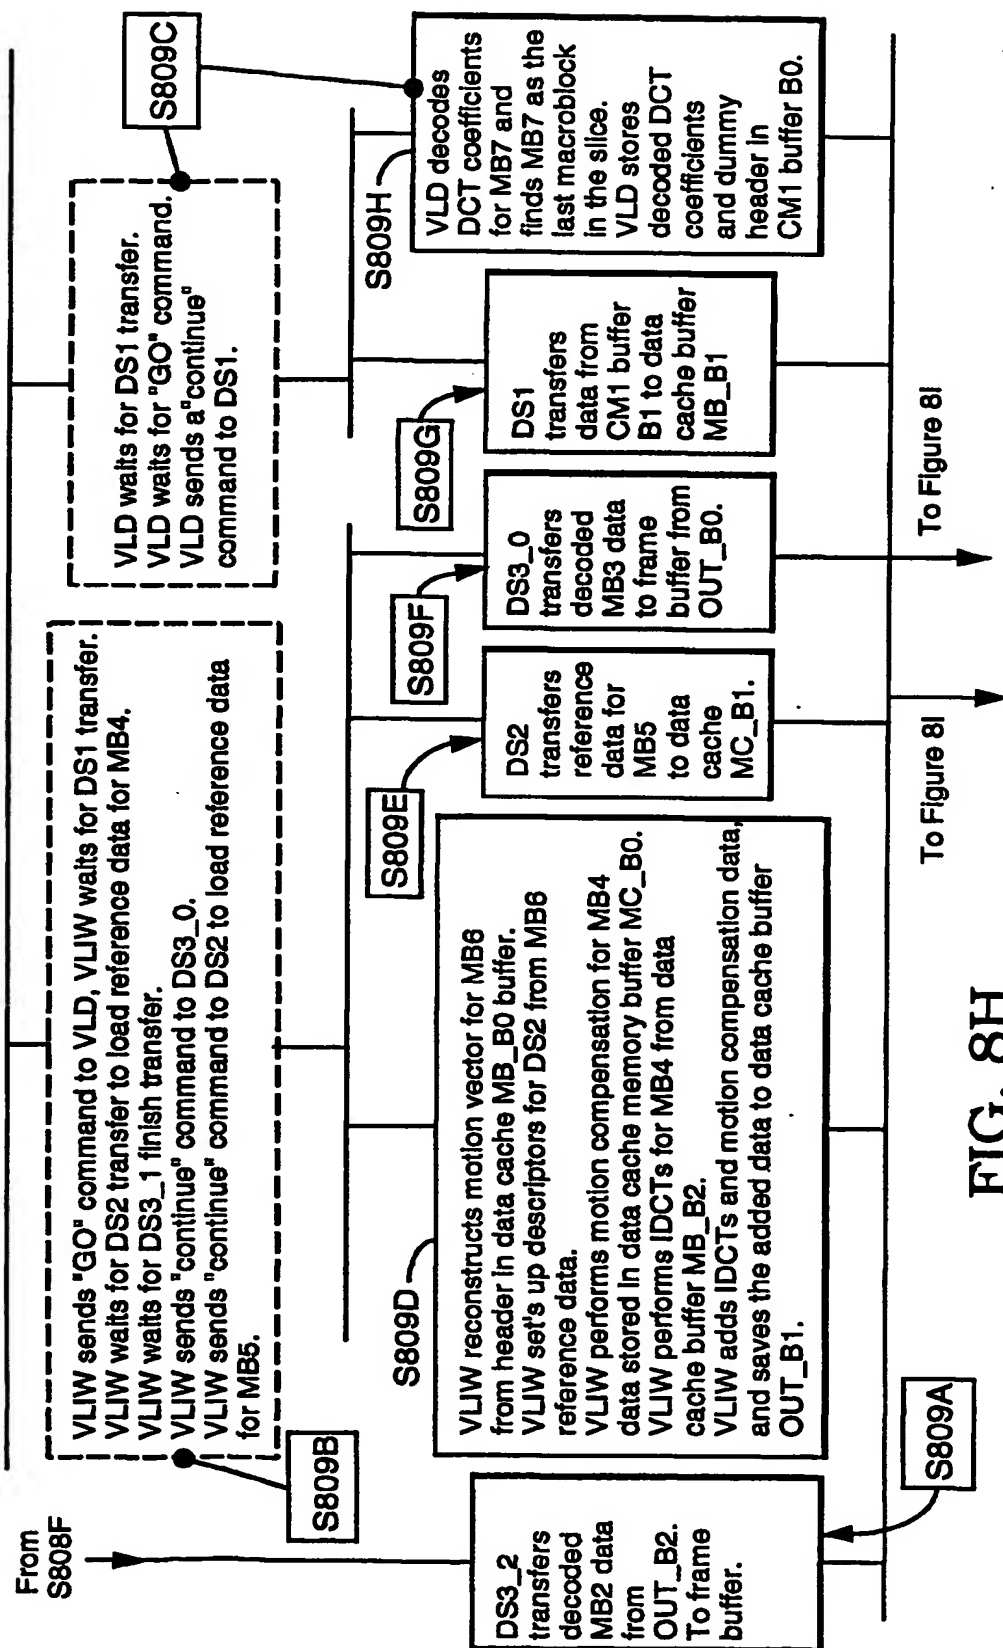 From
S808F
VLIW sends "GO" command to VLD, VLIW waits for DS1 transfer.
VLIW waits for DS2 transfer to load reference data for MB4.
VLIW waits for DS3_1 finish transfer.
VLIW sends "continue" command to DS3_0.
VLIW sends "continue" command to DS2 to load reference data
for MB5.
S809B
VLD waits for DS1 transfer.
VLD waits for "GO" command.
VLD sends a "continue"
command to DS1.
S809C
DS3_2
transfers
decoded
MB2 data
from
OUT_B2.
To frame
buffer.
S809A
S809D
VLIW reconstructs motion vector for MB6
from header in data cache MB_B0 buffer.
VLIW set's up descriptors for DS2 from MB6
reference data.
VLIW performs motion compensation for MB4
data stored in data cache memory buffer MC_B0.
VLIW performs IDCTs for MB4 from data
cache buffer MB_B2.
VLIW adds IDCTs and motion compensation data,
and saves the added data to data cache buffer
OUT_B1.
S809E
DS2
transfers
reference
data for
MB5
to data
cache
MC_B1.
S809F
DS3_0
transfers
decoded
MB3 data
to frame
buffer from
OUT_B0.
S809G
DS1
transfers
data from
CM1 buffer
B1 to data
cache buffer
MB_B1
S809H
VLD decodes
DCT coefficients
for MB7 and
finds MB7 as the
last macroblock
in the slice.
VLD stores
decoded DCT
coefficients
and dummy
header in
CM1 buffer B0.
To Figure 8I
To Figure 8I
FIG. 8H